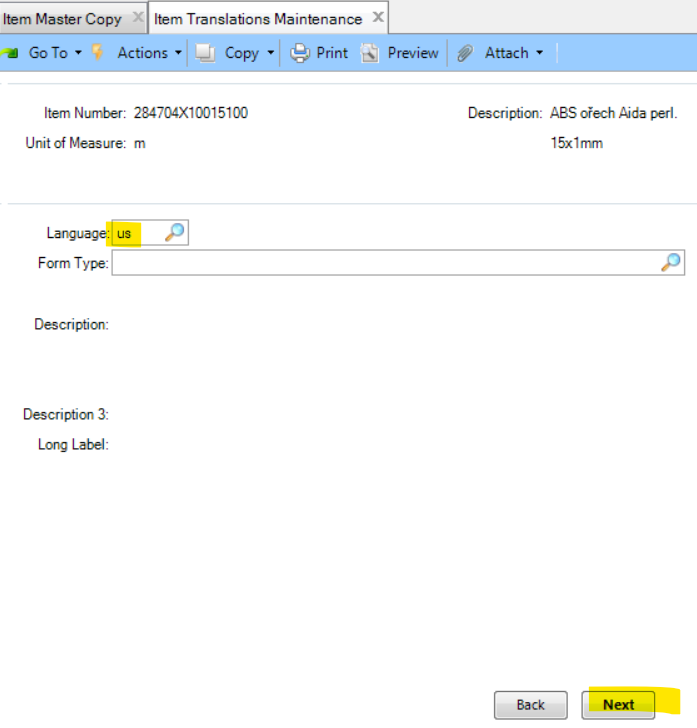 Item Master Copy X Item Translations Maintenance X
Go To Actions Copy Print Preview Attach
Item Number: 284704X10015100 Description: ABS ořech Aida perl.
Unit of Measure: m 15x1mm
Language: us
Form Type:
Description:
Description 3:
Long Label:
Back Next